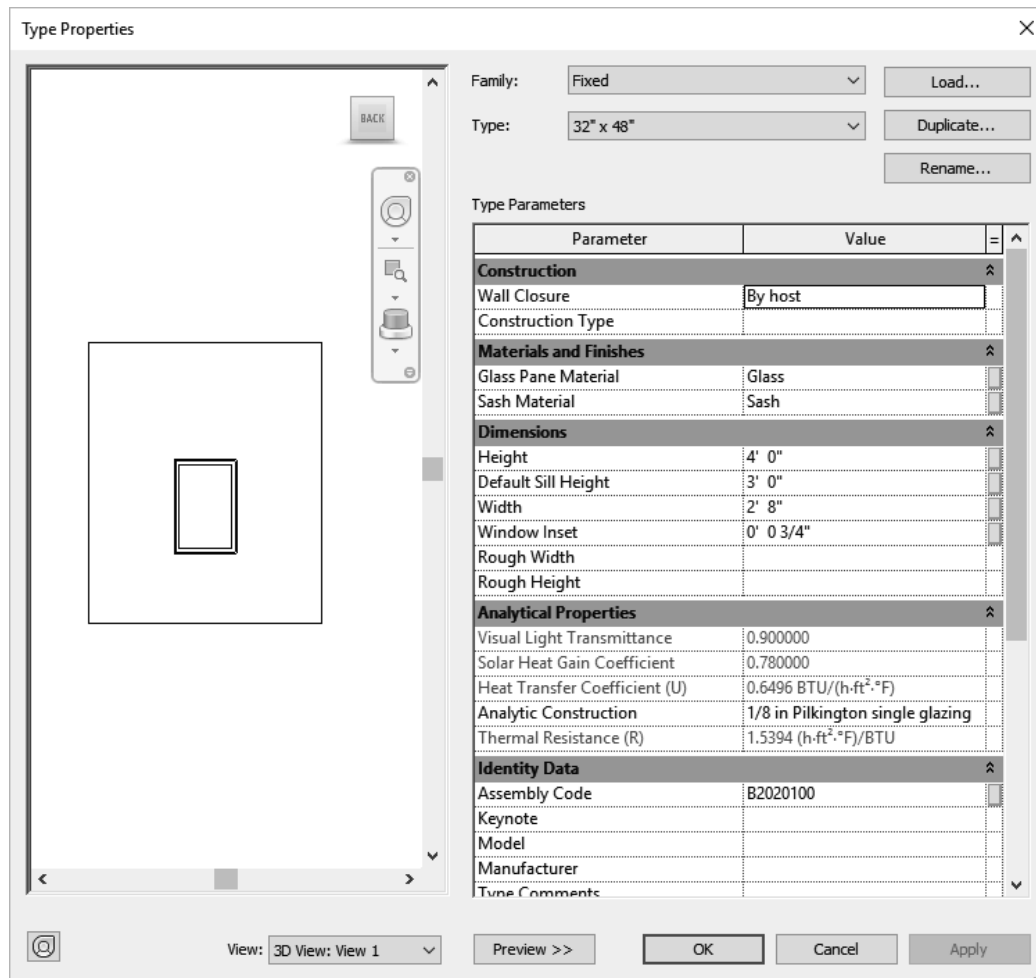 Type Properties
BACK
Family: Fixed Load...
Type: 32" x 48" Duplicate...
Rename...
Type Parameters
Parameter Value =
Construction
Wall Closure By host
Construction Type
Materials and Finishes
Glass Pane Material Glass
Sash Material Sash
Dimensions
Height 4' 0"
Default Sill Height 3' 0"
Width 2' 8"
Window Inset 0' 0 3/4"
Rough Width
Rough Height
Analytical Properties
Visual Light Transmittance 0.900000
Solar Heat Gain Coefficient 0.780000
Heat Transfer Coefficient (U) 0.6496 BTU/(h·ft²·°F)
Analytic Construction 1/8 in Pilkington single glazing
Thermal Resistance (R) 1.5394 (h·ft²·°F)/BTU
Identity Data
Assembly Code B2020100
Keynote
Model
Manufacturer
Type Comments
View: 3D View: View 1 Preview >> OK Cancel Apply